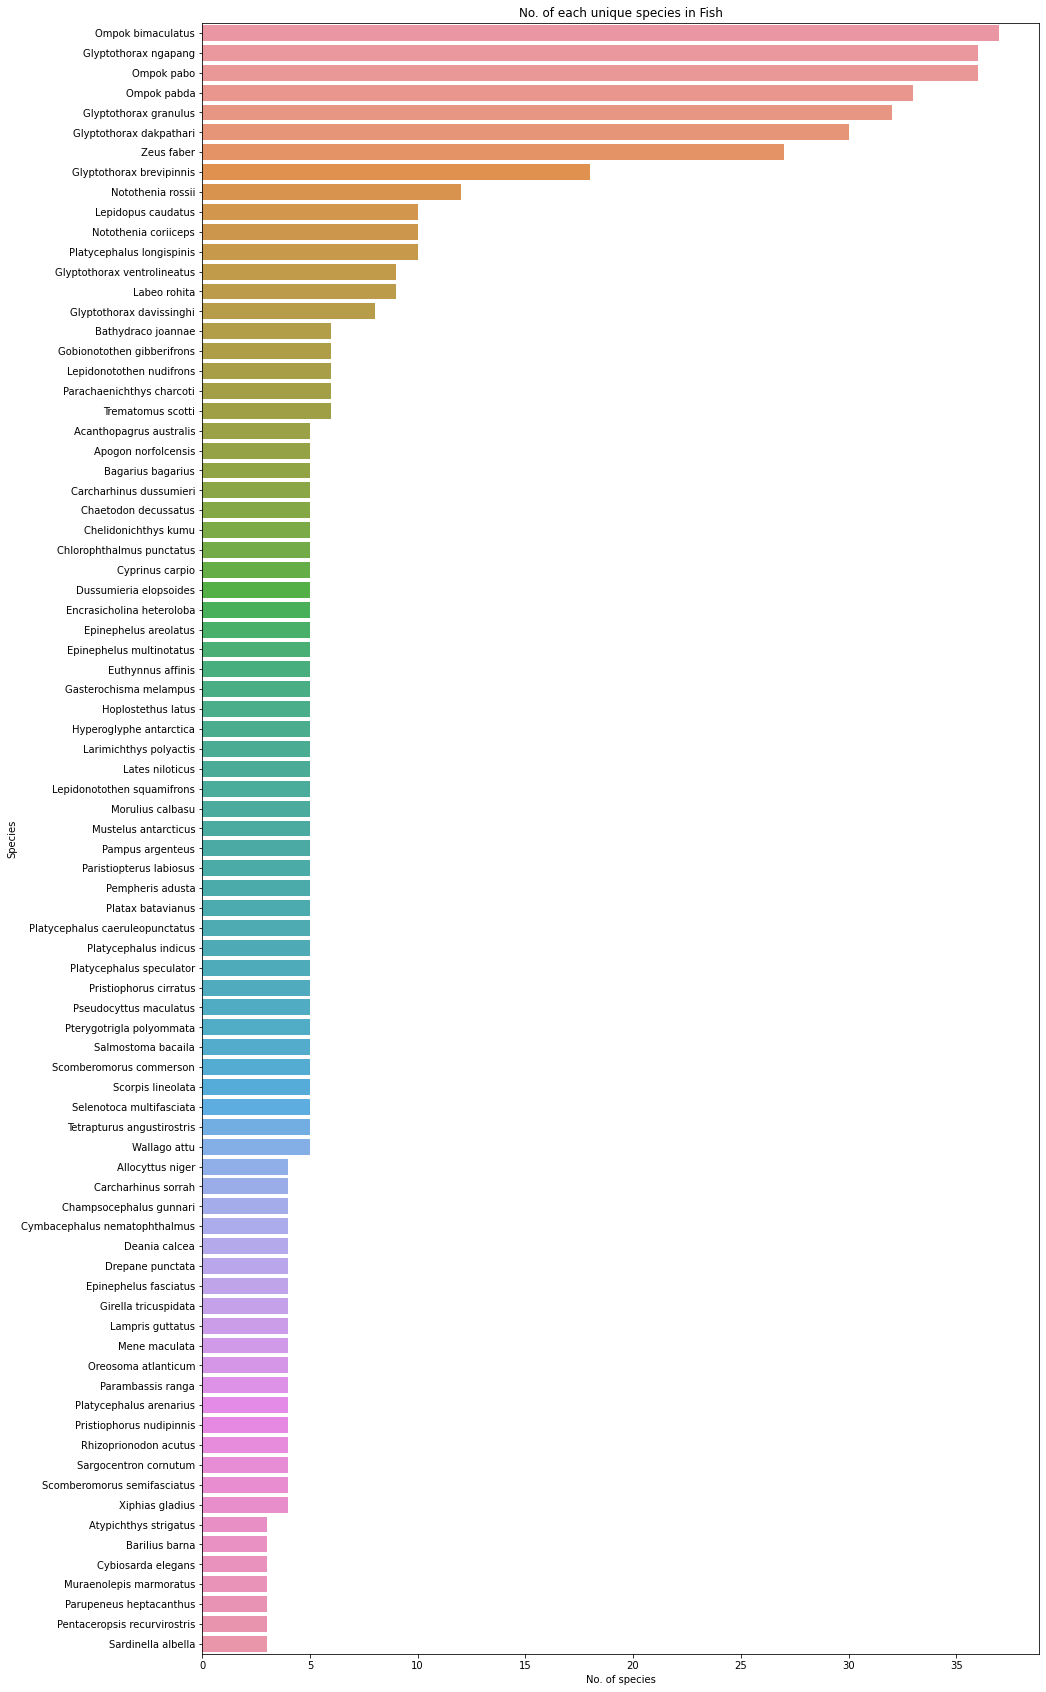 No. of each unique species in Fish
Ompok bimaculatus
Glyptothorax ngapang
Ompok pabo
Ompok pabda
Glyptothorax granulus
Glyptothorax dakpathari
Zeus faber
Glyptothorax brevipinnis
Notothenia rossii
Lepidopus caudatus
Notothenia coriiceps
Platycephalus longispinis
Glyptothorax ventrolineatus
Labeo rohita
Glyptothorax davissinghi
Bathydraco joannae
Gobionotothen gibberifrons
Lepidonotothen nudifrons
Parachaenichthys charcoti
Trematomus scotti
Acanthopagrus australis
Apogon norfolcensis
Bagarius bagarius
Carcharhinus dussumieri
Chaetodon decussatus
Chelidonichthys kumu
Chlorophthalmus punctatus
Cyprinus carpio
Dussumieria elopsoides
Encrasicholina heteroloba
Epinephelus areolatus
Epinephelus multinotatus
Euthynnus affinis
Gasterochisma melampus
Hoplostethus latus
Hyperoglyphe antarctica
Larimichthys polyactis
Lates niloticus
Lepidonotothen squamifrons
Morulius calbasu
Mustelus antarcticus
Pampus argenteus
Paristiopterus labiosus
Pempheris adusta
Platax batavianus
Platycephalus caeruleopunctatus
Platycephalus indicus
Platycephalus speculator
Pristiophorus cirratus
Pseudocyttus maculatus
Pterygotrigla polyommata
Salmostoma bacaila
Scomberomorus commerson
Scorpis lineolata
Selenotoca multifasciata
Tetrapturus angustirostris
Wallago attu
Allocyttus niger
Carcharhinus sorrah
Champsocephalus gunnari
Cymbacephalus nematophthalmus
Deania calcea
Drepane punctata
Epinephelus fasciatus
Girella tricuspidata
Lampris guttatus
Mene maculata
Oreosoma atlanticum
Parambassis ranga
Platycephalus arenarius
Pristiophorus nudipinnis
Rhizoprionodon acutus
Sargocentron cornutum
Scomberomorus semifasciatus
Xiphias gladius
Atypichthys strigatus
Barilius barna
Cybiosarda elegans
Muraenolepis marmoratus
Parupeneus heptacanthus
Pentaceropsis recurvirostris
Sardinella albella
Species
0 5 10 15 20 25 30 35
No. of species